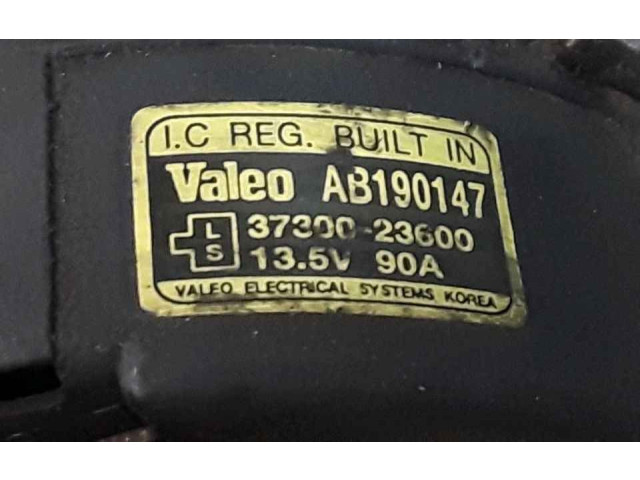 I.C REG. BUILT IN
Valeo AB190147
L 37300-23600
S 13.5V 90A
VALEO ELECTRICAL SYSTEMS KOREA